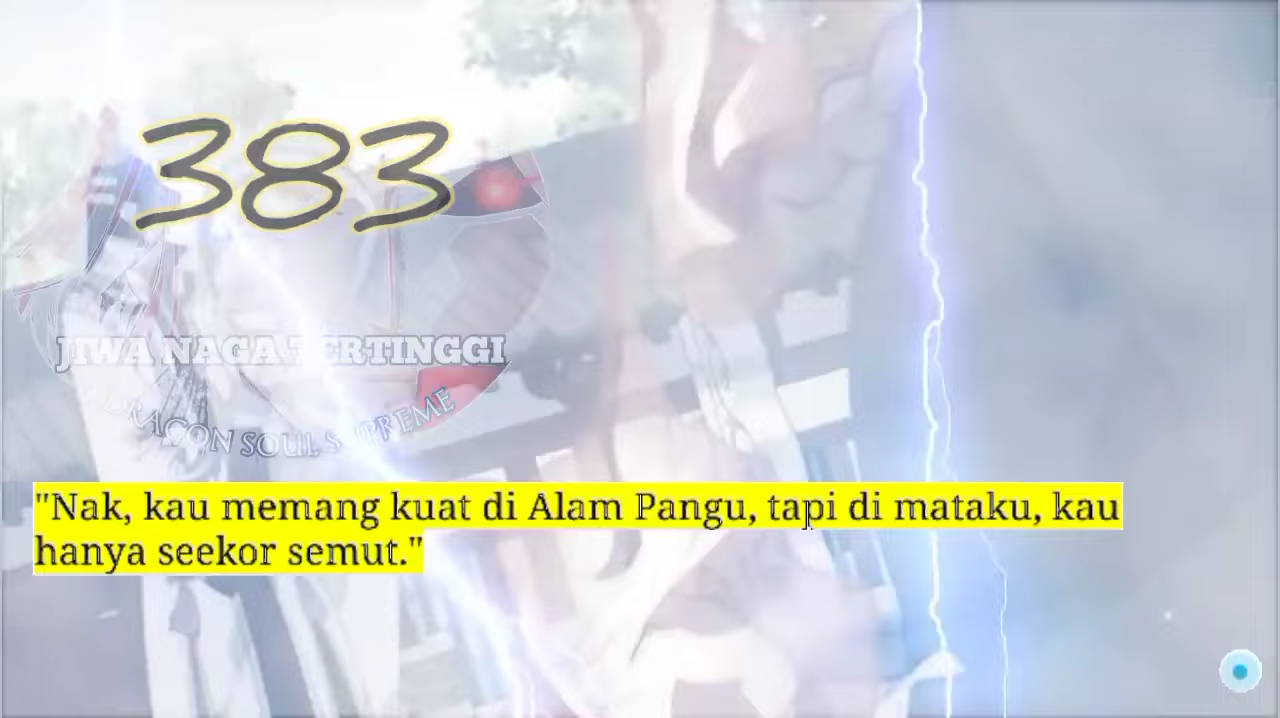 383
JIWA NAGA TERTINGGI
DRAGON SOUL SUPREME
"Nak, kau memang kuat di Alam Pangu, tapi di mataku, kau
hanya seekor semut."